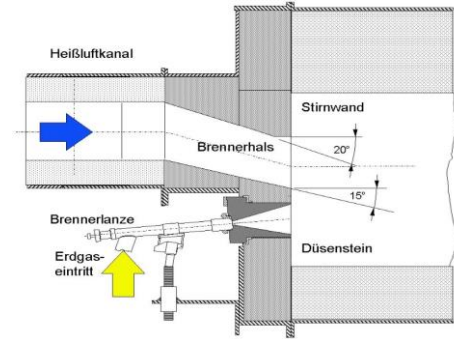 Heißluftkanal
Stirnwand
Brennerhals
20°
15°
Brennerlanze
Erdgas-
eintritt
Düsenstein